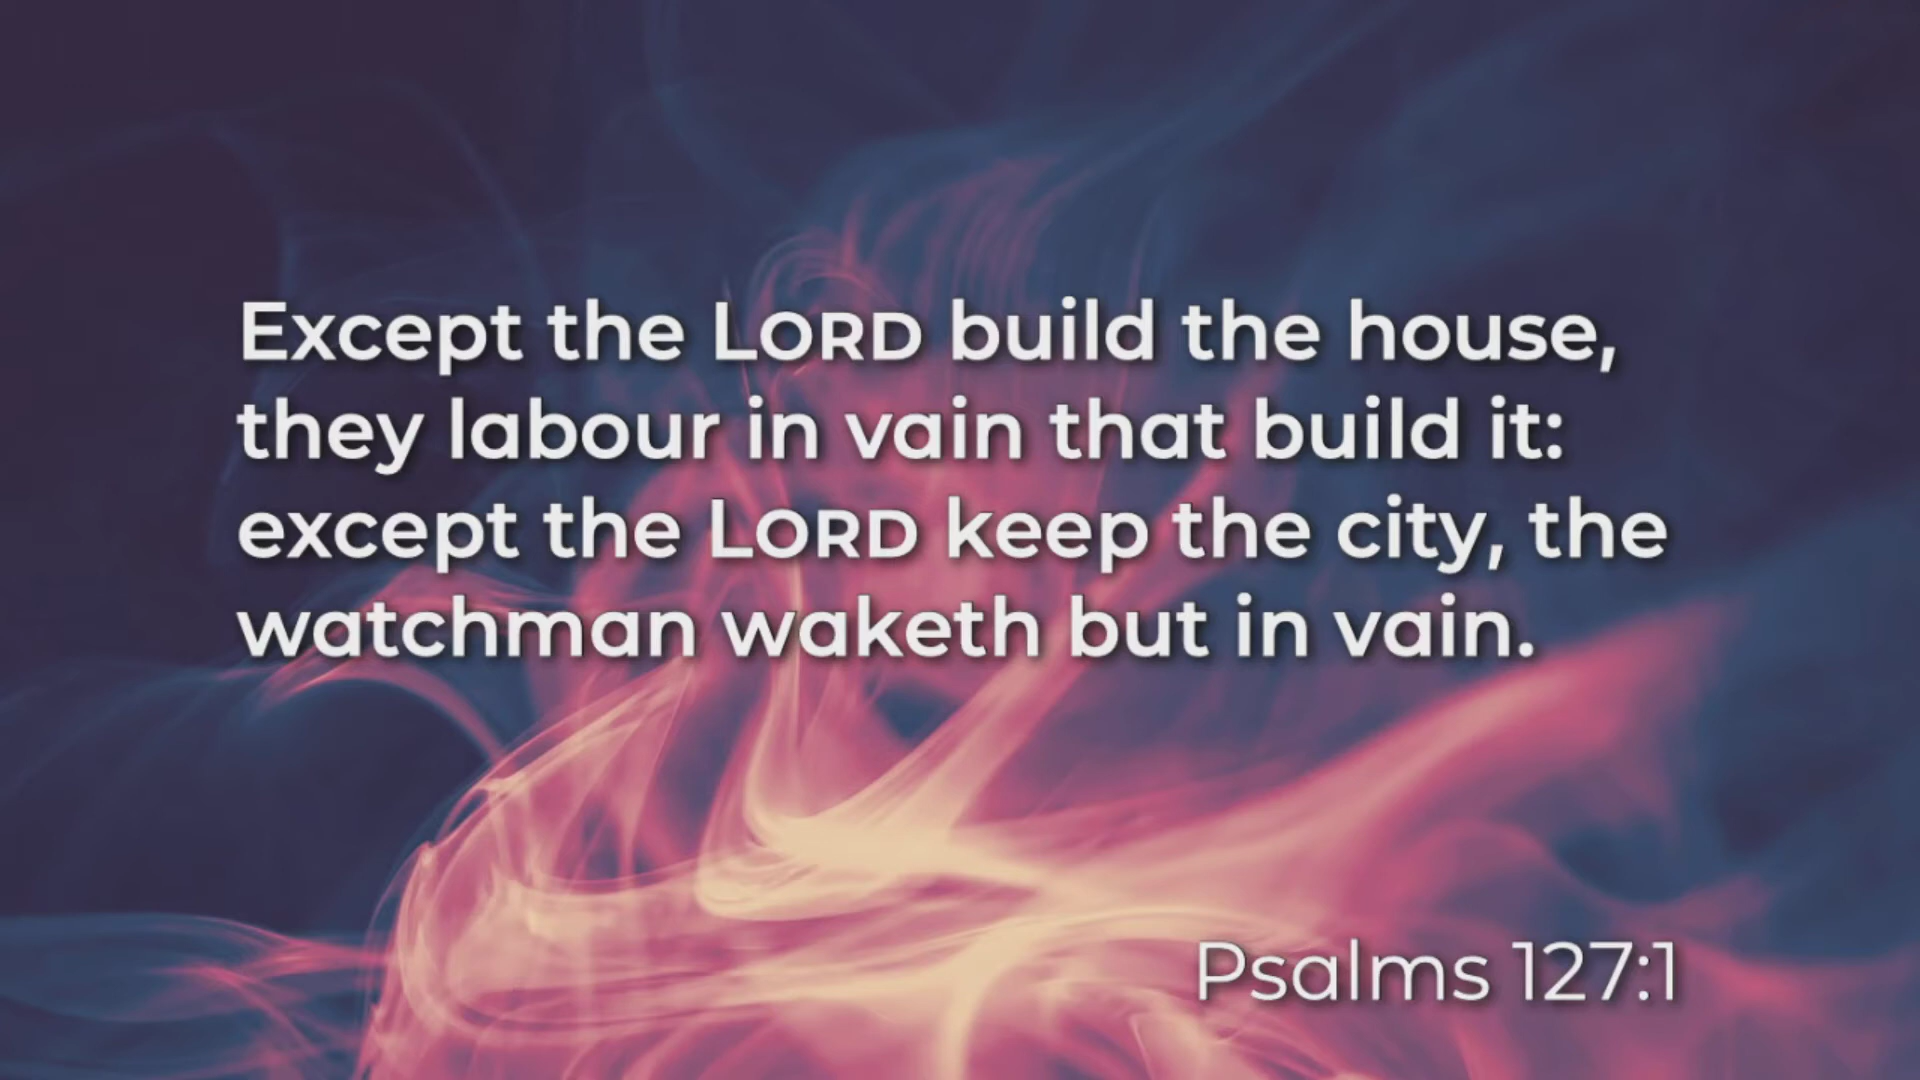 Except the LORD build the house,
they labour in vain that build it:
except the LORD keep the city, the
watchman waketh but in vain.
Psalms 127:1